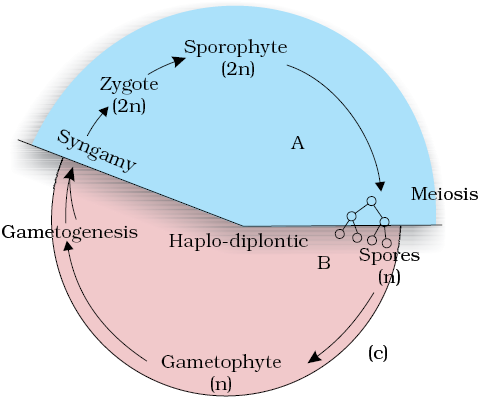 Sporophyte
(2n)
Zygote
(2n)
Syngamy
A
Meiosis
Gametogenesis
Haplo-diplontic
B
Spores
(n)
Gametophyte
(n)
(c)